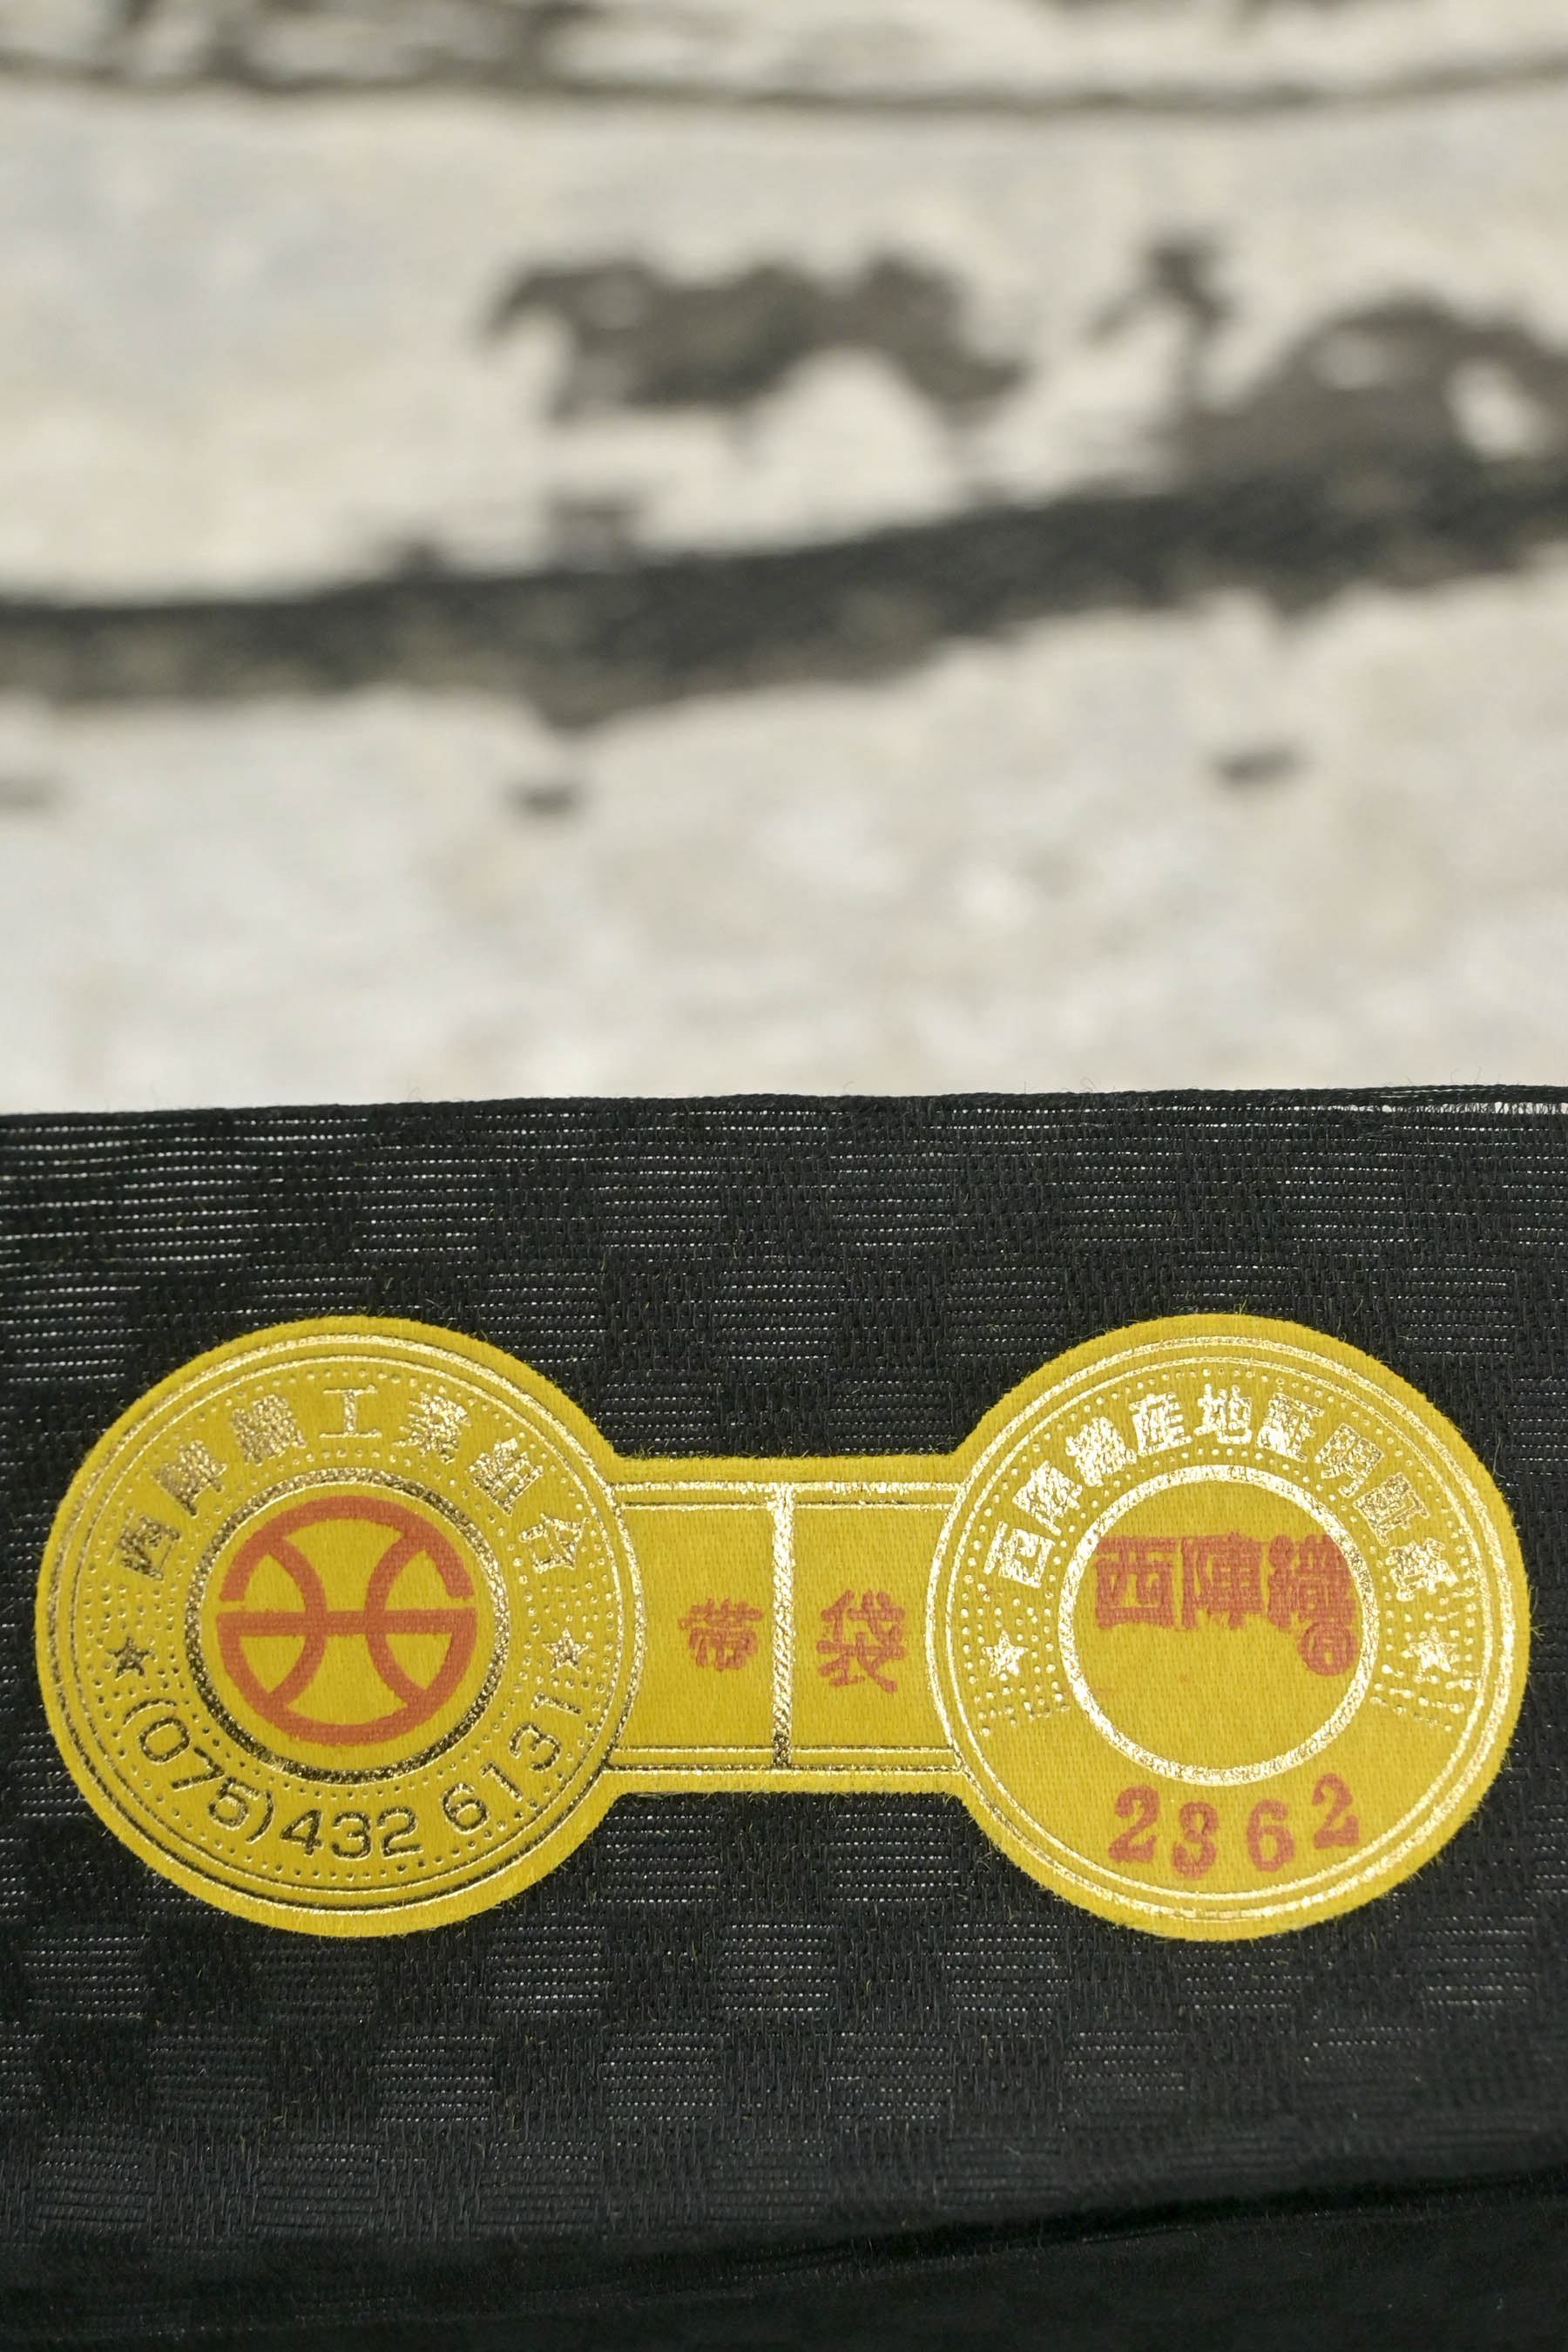 西陣織工業組合
(075)432 6131
帯 袋
西陣織産地証明証紙
西陣織
®
2362